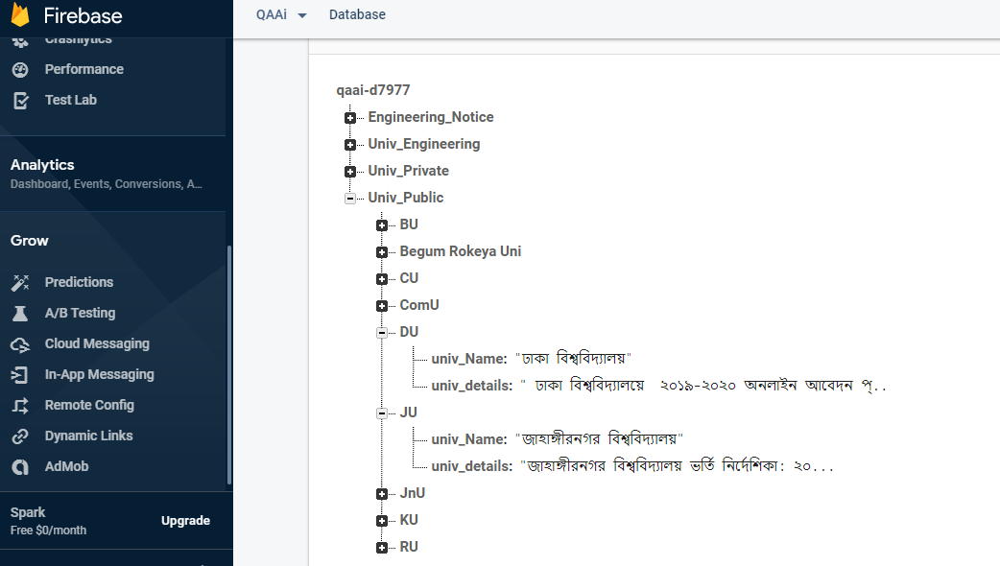 Firebase
QAAi
Database
Crashlytics
Performance
Test Lab
Analytics
Dashboard, Events, Conversions, A...
Grow
Predictions
A/B Testing
Cloud Messaging
In-App Messaging
Remote Config
Dynamic Links
AdMob
Spark
Free $0/month
Upgrade
qaai-d7977
Engineering_Notice
Univ_Engineering
Univ_Private
Univ_Public
BU
Begum Rokeya Uni
CU
ComU
DU
univ_Name: "ঢাকা বিশ্ববিদ্যালয়"
univ_details: " ঢাকা বিশ্ববিদ্যালয়ে ২০১৯-২০২০ অনলাইন আবেদন প্..
JU
univ_Name: "জাহাঙ্গীরনগর বিশ্ববিদ্যালয়"
univ_details: "জাহাঙ্গীরনগর বিশ্ববিদ্যালয় ভর্তি নির্দেশিকা: ২০...
JnU
KU
RU